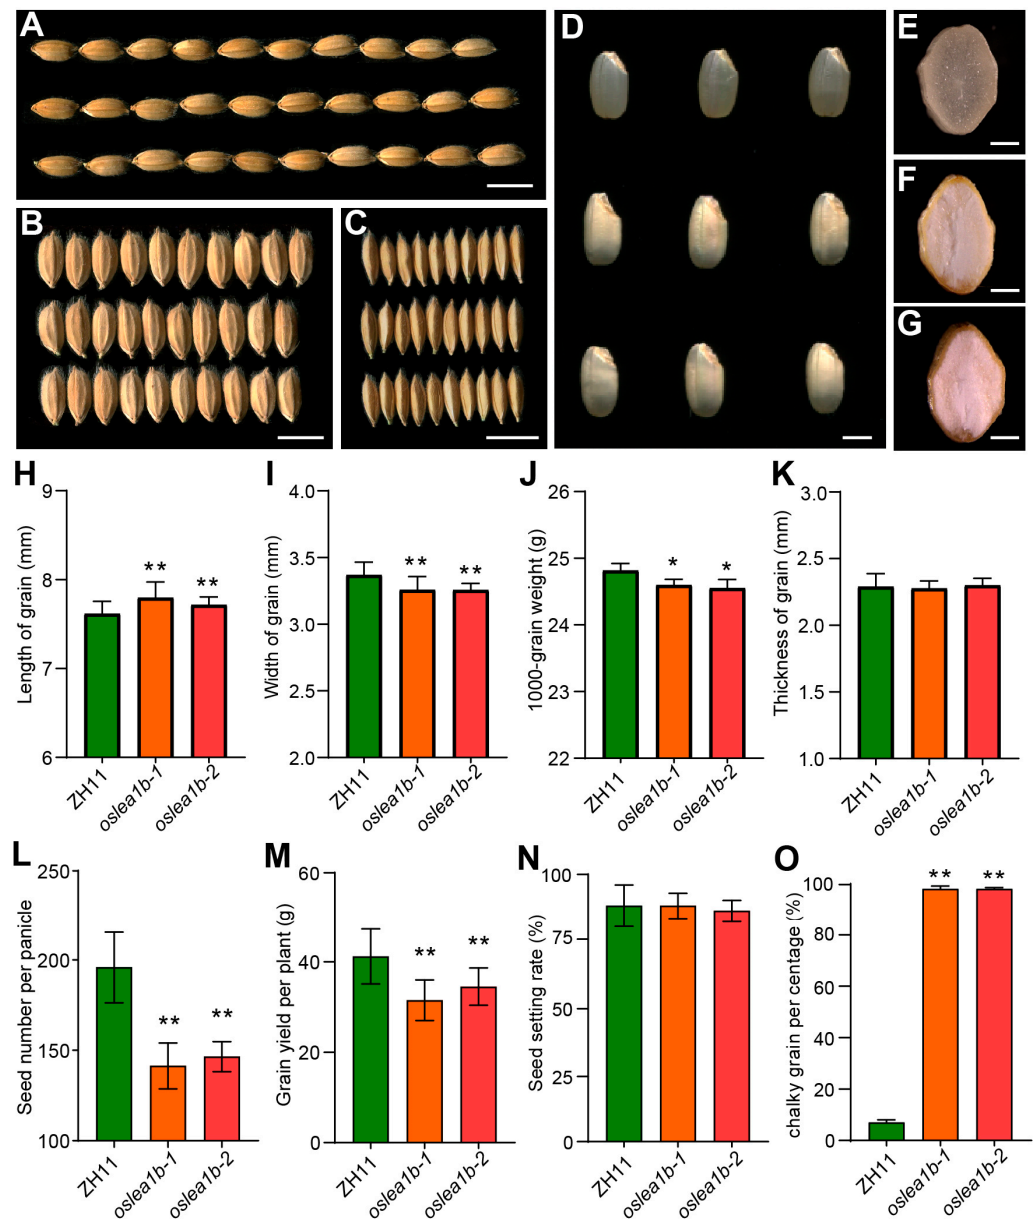 A
B
C
D
E
F
G
H
Length of grain (mm)
9
8
7
6
**
**
ZH11
oslea1b-1
oslea1b-2
I
Width of grain (mm)
4.0
3.5
3.0
2.5
2.0
**
**
ZH11
oslea1b-1
oslea1b-2
J
1000-grain weight (g)
26
25
24
23
22
*
*
ZH11
oslea1b-1
oslea1b-2
K
Thickness of grain (mm)
3.0
2.5
2.0
1.5
1.0
ZH11
oslea1b-1
oslea1b-2
L
Seed number per panicle
250
200
150
100
**
**
ZH11
oslea1b-1
oslea1b-2
M
Grain yield per plant (g)
60
40
20
0
**
**
ZH11
oslea1b-1
oslea1b-2
N
Seed setting rate (%)
100
75
50
25
0
ZH11
oslea1b-1
oslea1b-2
O
chalky grain per centage (%)
100
80
60
40
20
0
**
**
ZH11
oslea1b-1
oslea1b-2